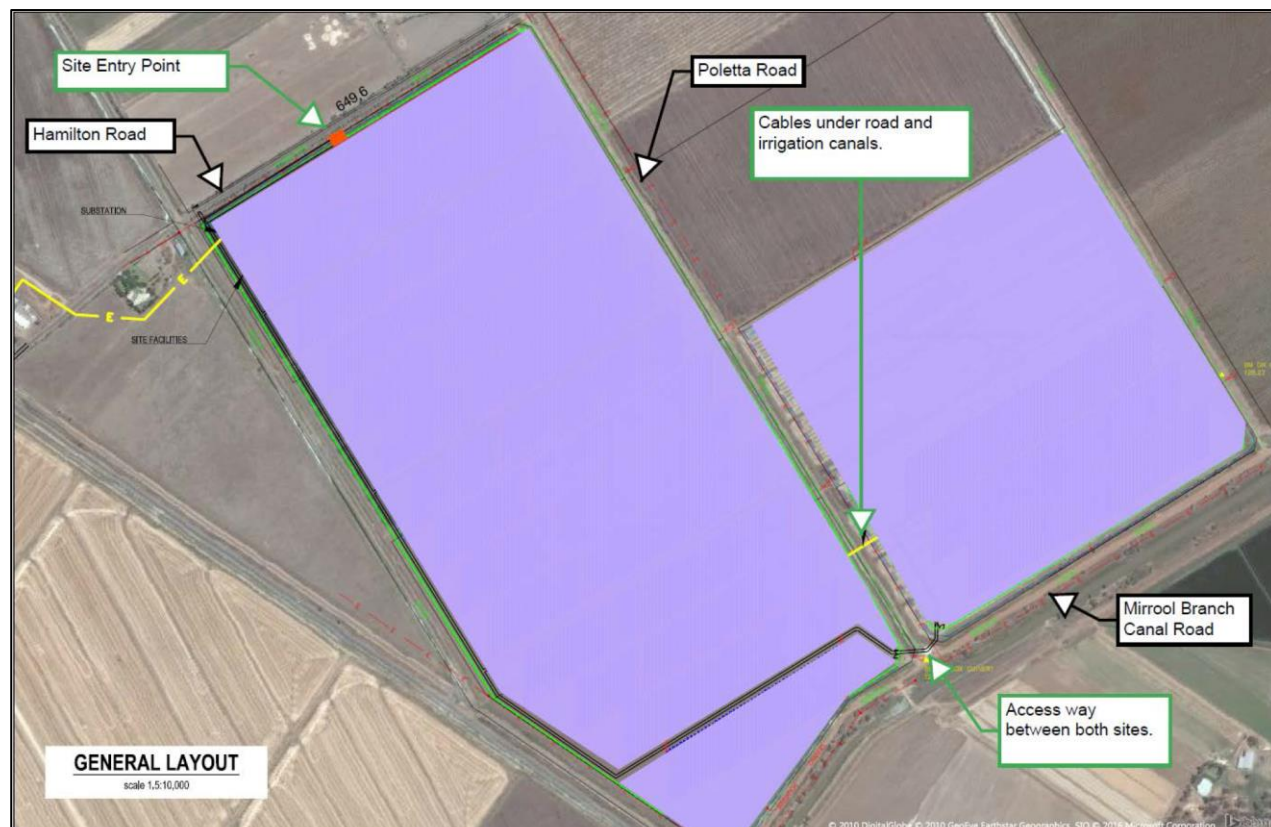 Site Entry Point
Poletta Road
649.6
Cables under road and
irrigation canals.
Hamilton Road
SUBSTATION
E
E
SITE FACILITIES
Mirrool Branch
Canal Road
Access way
between both sites.
GENERAL LAYOUT
scale 1,5:10,000
© 2010 DigitalGlobe © 2010 GeoEye Earthstar Geographics SIO © 2016 Microsoft Corporation